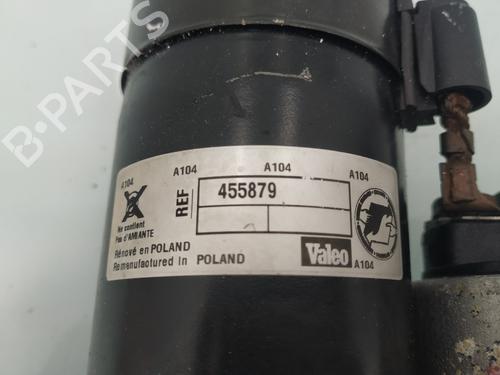 B-PARTS
A104
A104
A104
A104
REF
455879
Ne contient
Pas d'AMIANTE
Rénové en POLAND
Remanufactured in POLAND
Valeo
A104